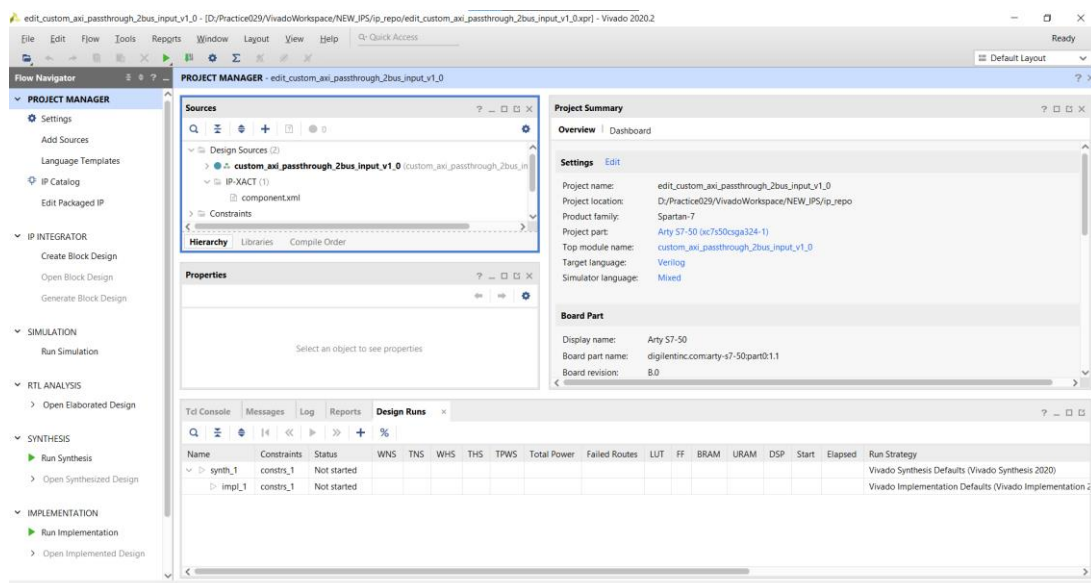 edit_custom_axi_passthrough_2bus_input_v1_0 - [D:/Practice029/VivadoWorkspace/NEW_IPS/ip_repo/edit_custom_axi_passthrough_2bus_input_v1_0.xpr] - Vivado 2020.2
File Edit Flow Tools Reports Window Layout View Help Q- Quick Access Ready
Default Layout
Flow Navigator
PROJECT MANAGER - edit_custom_axi_passthrough_2bus_input_v1_0
PROJECT MANAGER
Settings
Add Sources
Language Templates
IP Catalog
Edit Packaged IP
IP INTEGRATOR
Create Block Design
Open Block Design
Generate Block Design
SIMULATION
Run Simulation
RTL ANALYSIS
Open Elaborated Design
SYNTHESIS
Run Synthesis
Open Synthesized Design
IMPLEMENTATION
Run Implementation
Open Implemented Design
Sources
0
Design Sources (2)
custom_axi_passthrough_2bus_input_v1_0 (custom_axi_passthrough_2bus_in
IP-XACT (1)
component.xml
Constraints
Hierarchy Libraries Compile Order
Properties
Select an object to see properties
Project Summary
Overview Dashboard
Settings Edit
Project name: edit_custom_axi_passthrough_2bus_input_v1_0
Project location: D:/Practice029/VivadoWorkspace/NEW_IPS/ip_repo
Product family: Spartan-7
Project part: Arty S7-50 (xc7s50csga324-1)
Top module name: custom_axi_passthrough_2bus_input_v1_0
Target language: Verilog
Simulator language: Mixed
Board Part
Display name: Arty S7-50
Board part name: digilentinc.com:arty-s7-50:part0:1.1
Board revision: B.0
Tcl Console Messages Log Reports Design Runs
Name Constraints Status WNS TNS WHS THS TPWS Total Power Failed Routes LUT FF BRAM URAM DSP Start Elapsed Run Strategy
synth_1 constrs_1 Not started Vivado Synthesis Defaults (Vivado Synthesis 2020)
impl_1 constrs_1 Not started Vivado Implementation Defaults (Vivado Implementation 2